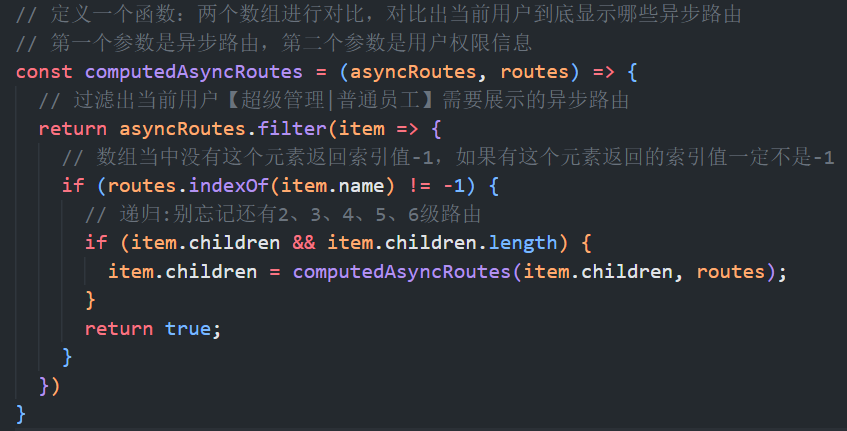 // 定义一个函数：两个数组进行对比，对比出当前用户到底显示哪些异步路由
// 第一个参数是异步路由，第二个参数是用户权限信息
const computedAsyncRoutes = (asyncRoutes, routes) => {
  // 过滤出当前用户【超级管理|普通员工】需要展示的异步路由
  return asyncRoutes.filter(item => {
    // 数组当中没有这个元素返回索引值-1，如果有这个元素返回的索引值一定不是-1
    if (routes.indexOf(item.name) != -1) {
      // 递归:别忘记还有2、3、4、5、6级路由
      if (item.children && item.children.length) {
        item.children = computedAsyncRoutes(item.children, routes);
      }
      return true;
    }
  })
}